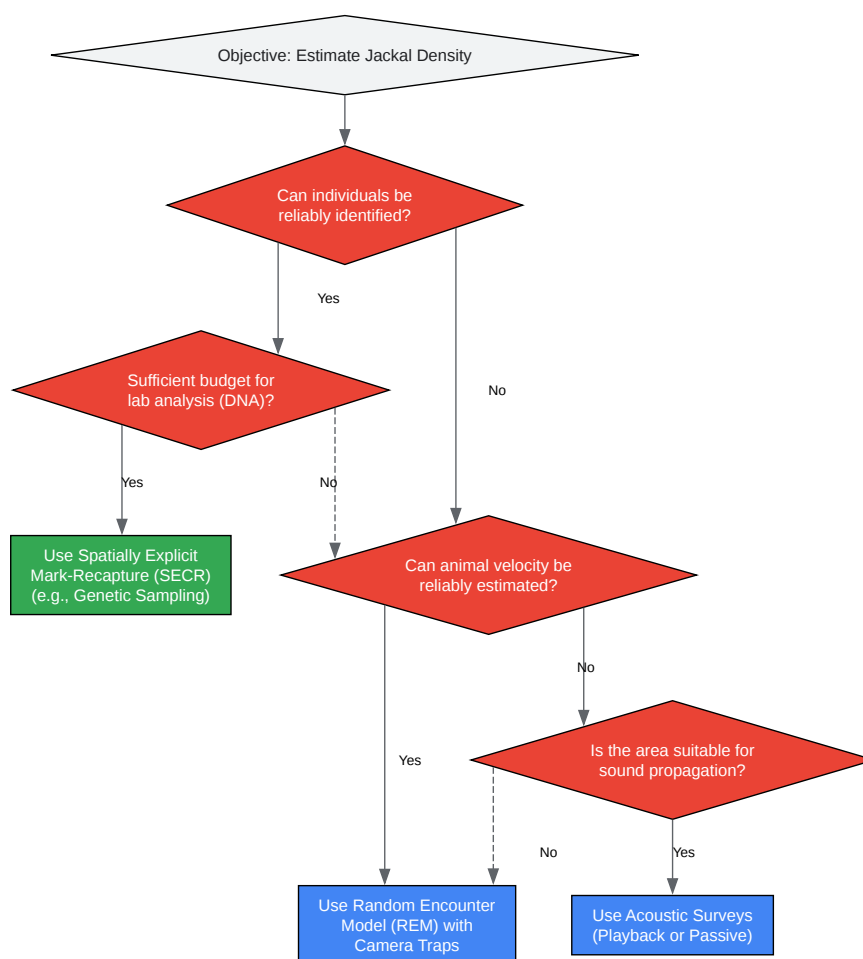 Objective: Estimate Jackal Density
Can individuals be
reliably identified?
Yes
Sufficient budget for
lab analysis (DNA)?
No
Yes
No
Use Spatially Explicit
Mark-Recapture (SECR)
(e.g., Genetic Sampling)
Can animal velocity be
reliably estimated?
No
Is the area suitable for
sound propagation?
Yes
No
Yes
Use Random Encounter
Model (REM) with
Camera Traps
Use Acoustic Surveys
(Playback or Passive)